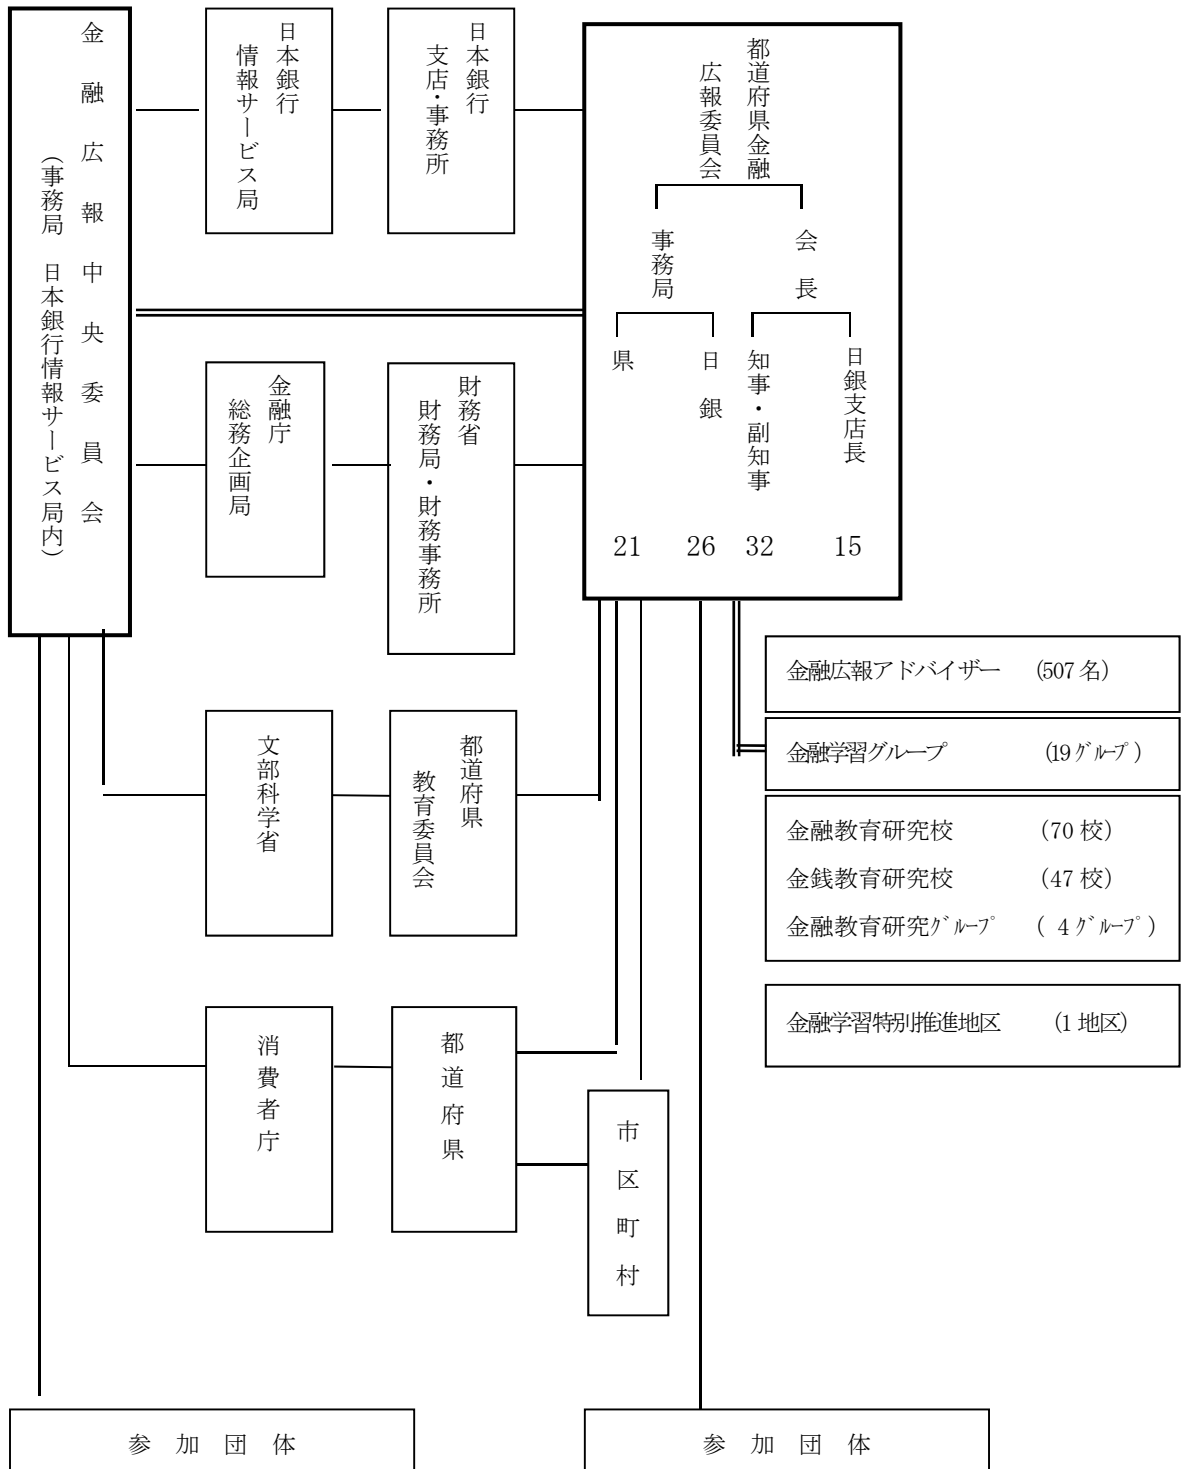 金融広報中央委員会
（事務局　日本銀行情報サービス局内）
日本銀行
情報サービス局
日本銀行
支店・事務所
都道府県金融
広報委員会
会長
事務局
日銀支店長
知事・副知事
日銀
県
21
26
32
15
金融庁
総務企画局
財務省
財務局・財務事務所
文部科学省
都道府県
教育委員会
消費者庁
都道府県
市区町村
金融広報アドバイザー　(507名)
金融学習グループ　(19ｸﾞﾙｰﾌﾟ)
金融教育研究校　(70校)
金銭教育研究校　(47校)
金融教育研究ｸﾞﾙｰﾌﾟ　( 4ｸﾞﾙｰﾌﾟ)
金融学習特別推進地区　(1地区)
参加団体
参加団体